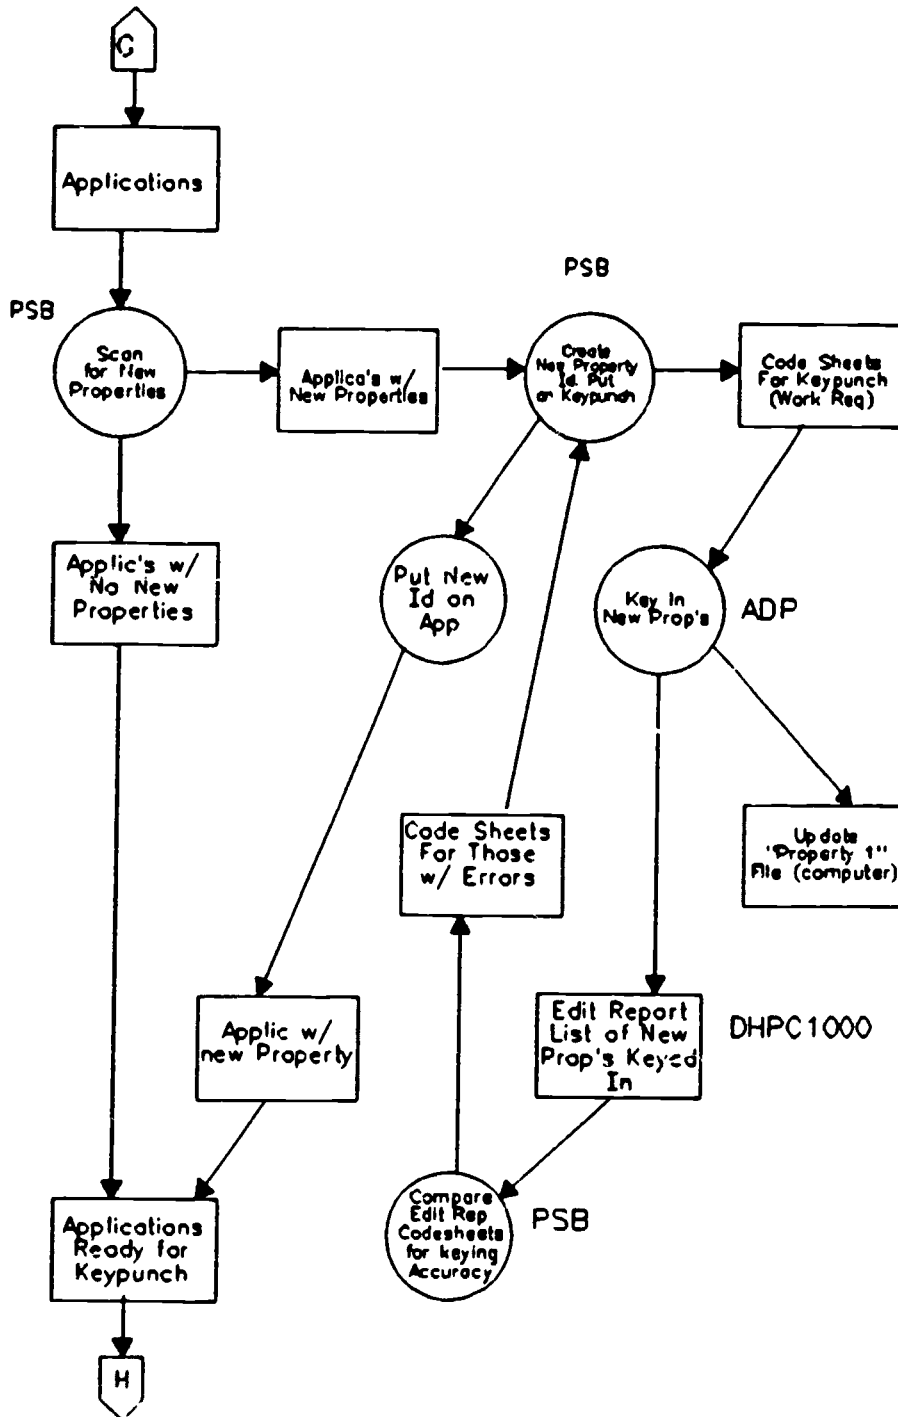 Applications
PSB
PSB
Scan
for New
Properties
Applica's w/
New Properties
Create
New Property
Id. Put
on Keypunch
Code Sheets
For Keypunch
(Work Req)
Applic's w/
No New
Properties
Put New
Id on
App
Key In
New Prop's
ADP
Code Sheets
For Those
w/ Errors
Update
"Property 1"
File (computer)
Applic w/
new Property
Edit Report
List of New
Prop's Keyed
In
DHPC1000
Applications
Ready for
Keypunch
Compare
Edit Rep
Codesheets
for keying
Accuracy
PSB
H